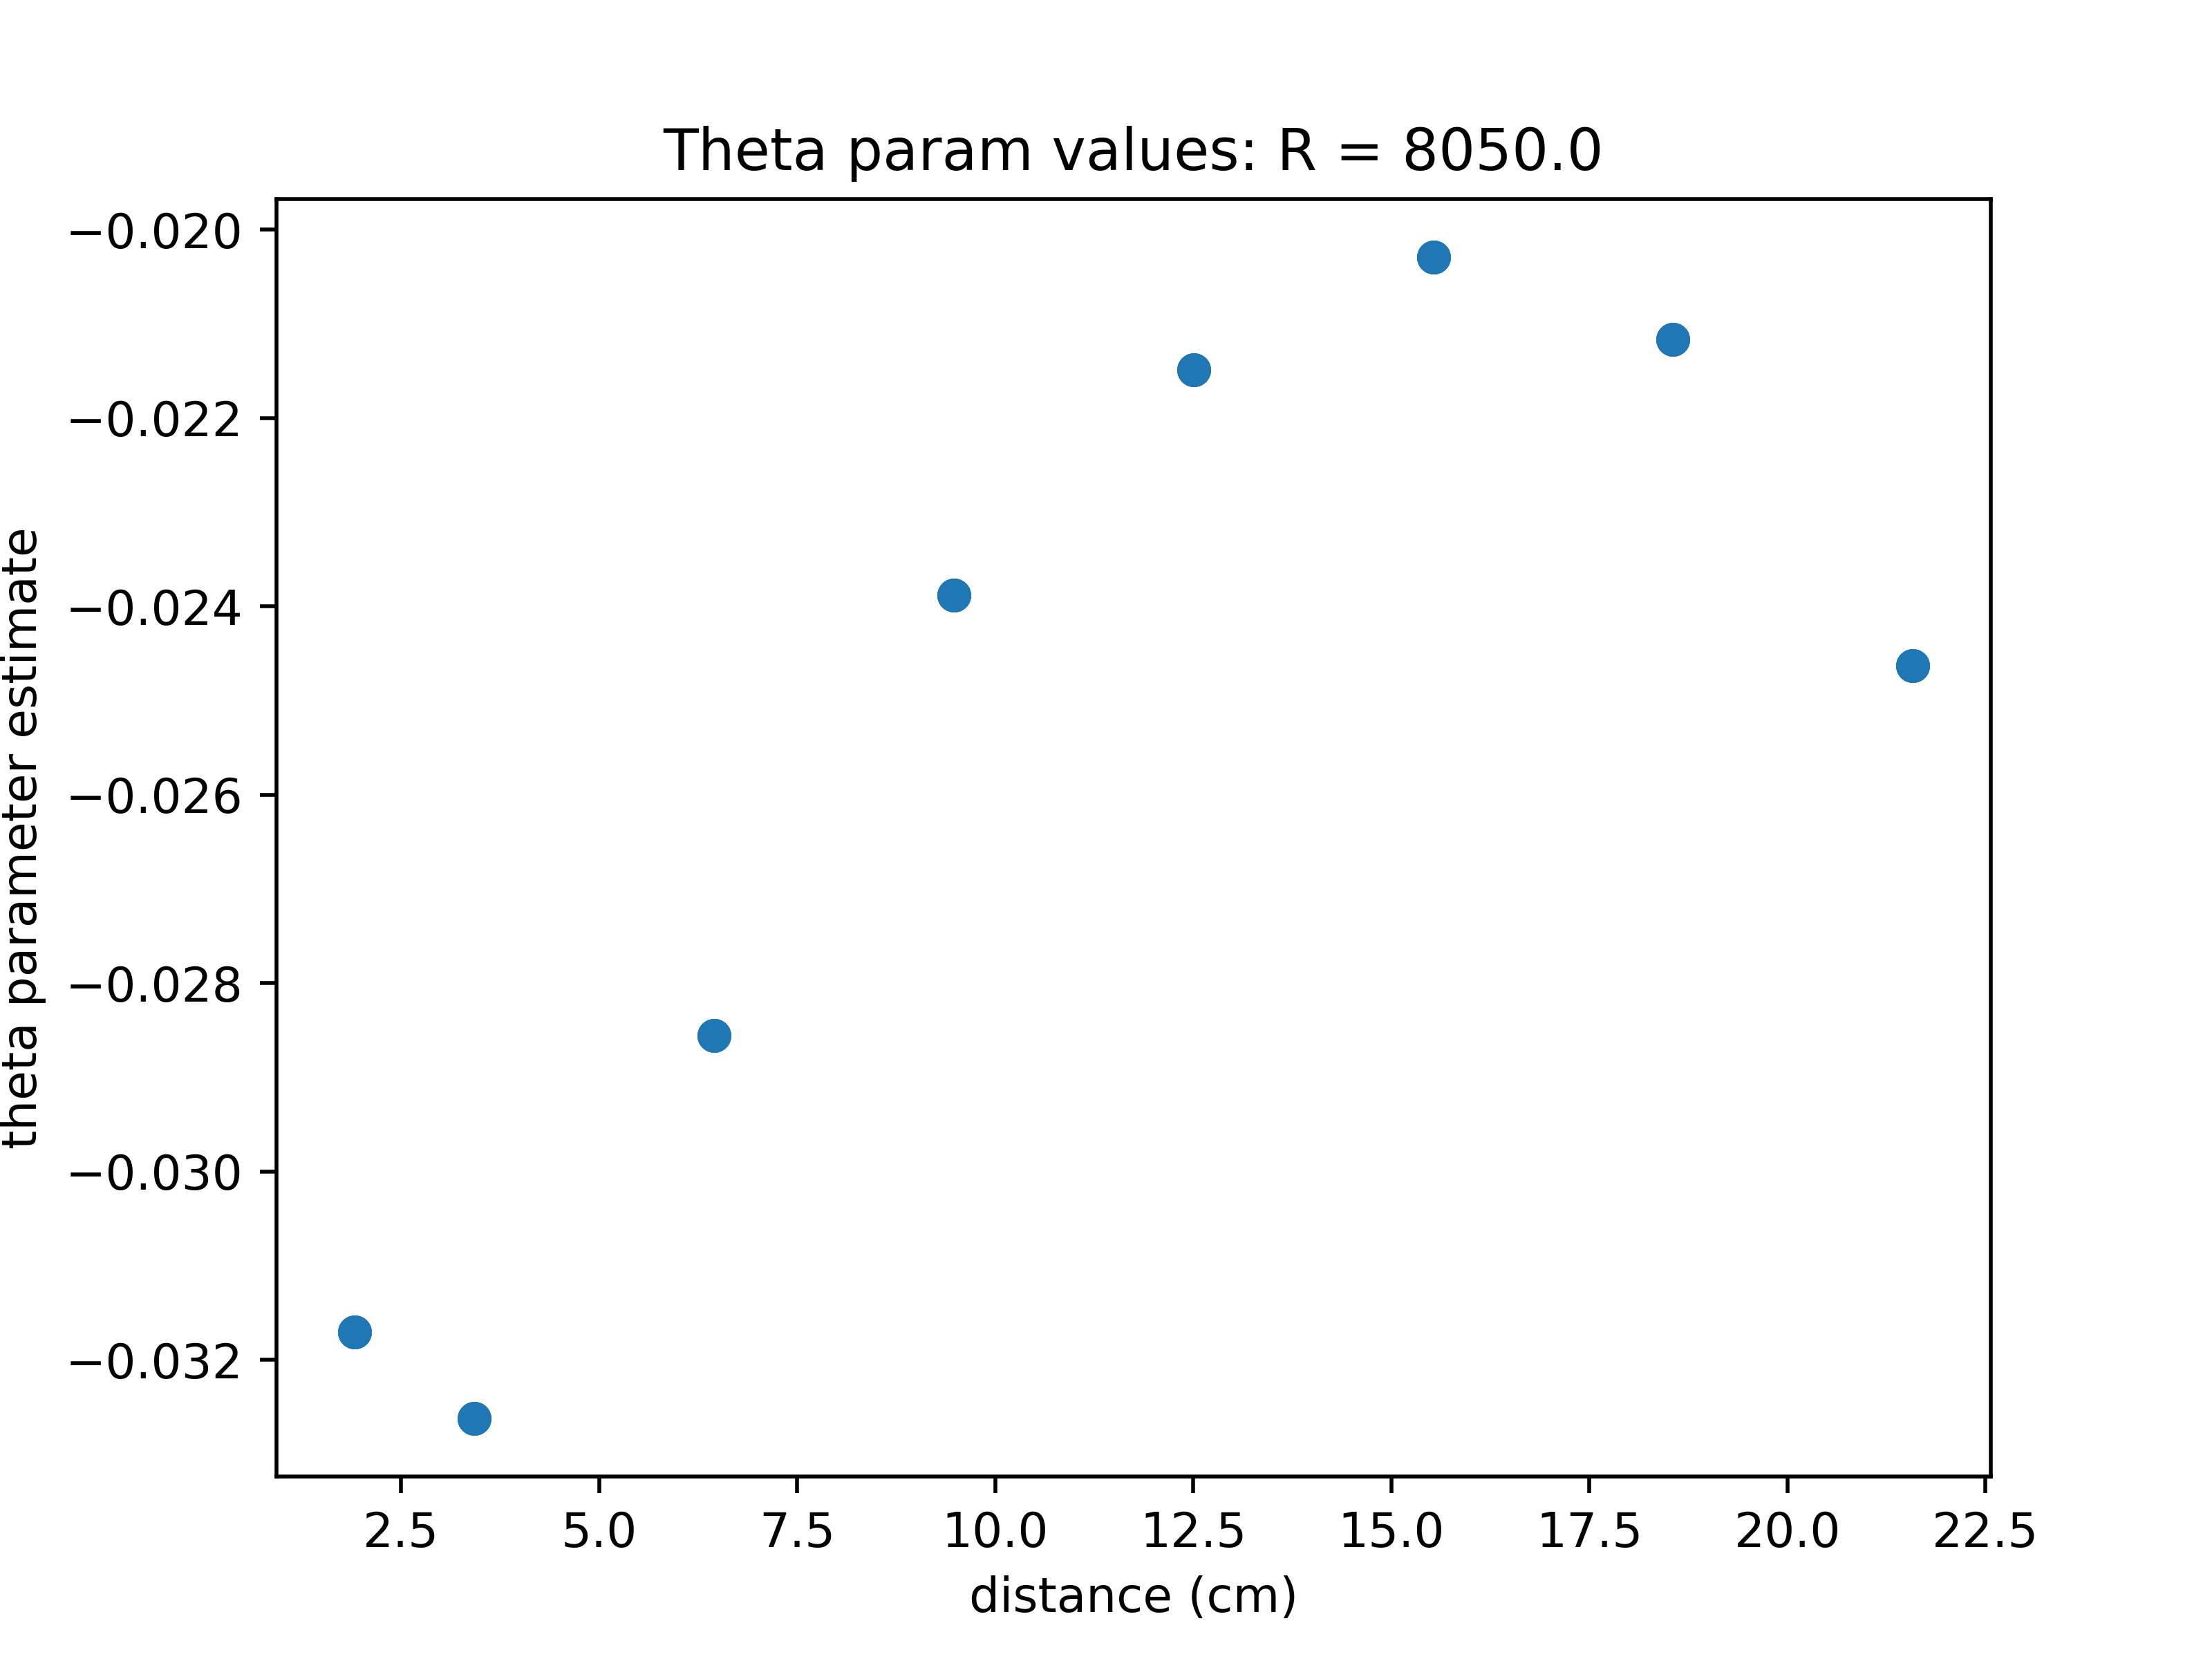 Theta param values: R = 8050.0
theta parameter estimate
−0.020
−0.022
−0.024
−0.026
−0.028
−0.030
−0.032
2.5 5.0 7.5 10.0 12.5 15.0 17.5 20.0 22.5
distance (cm)